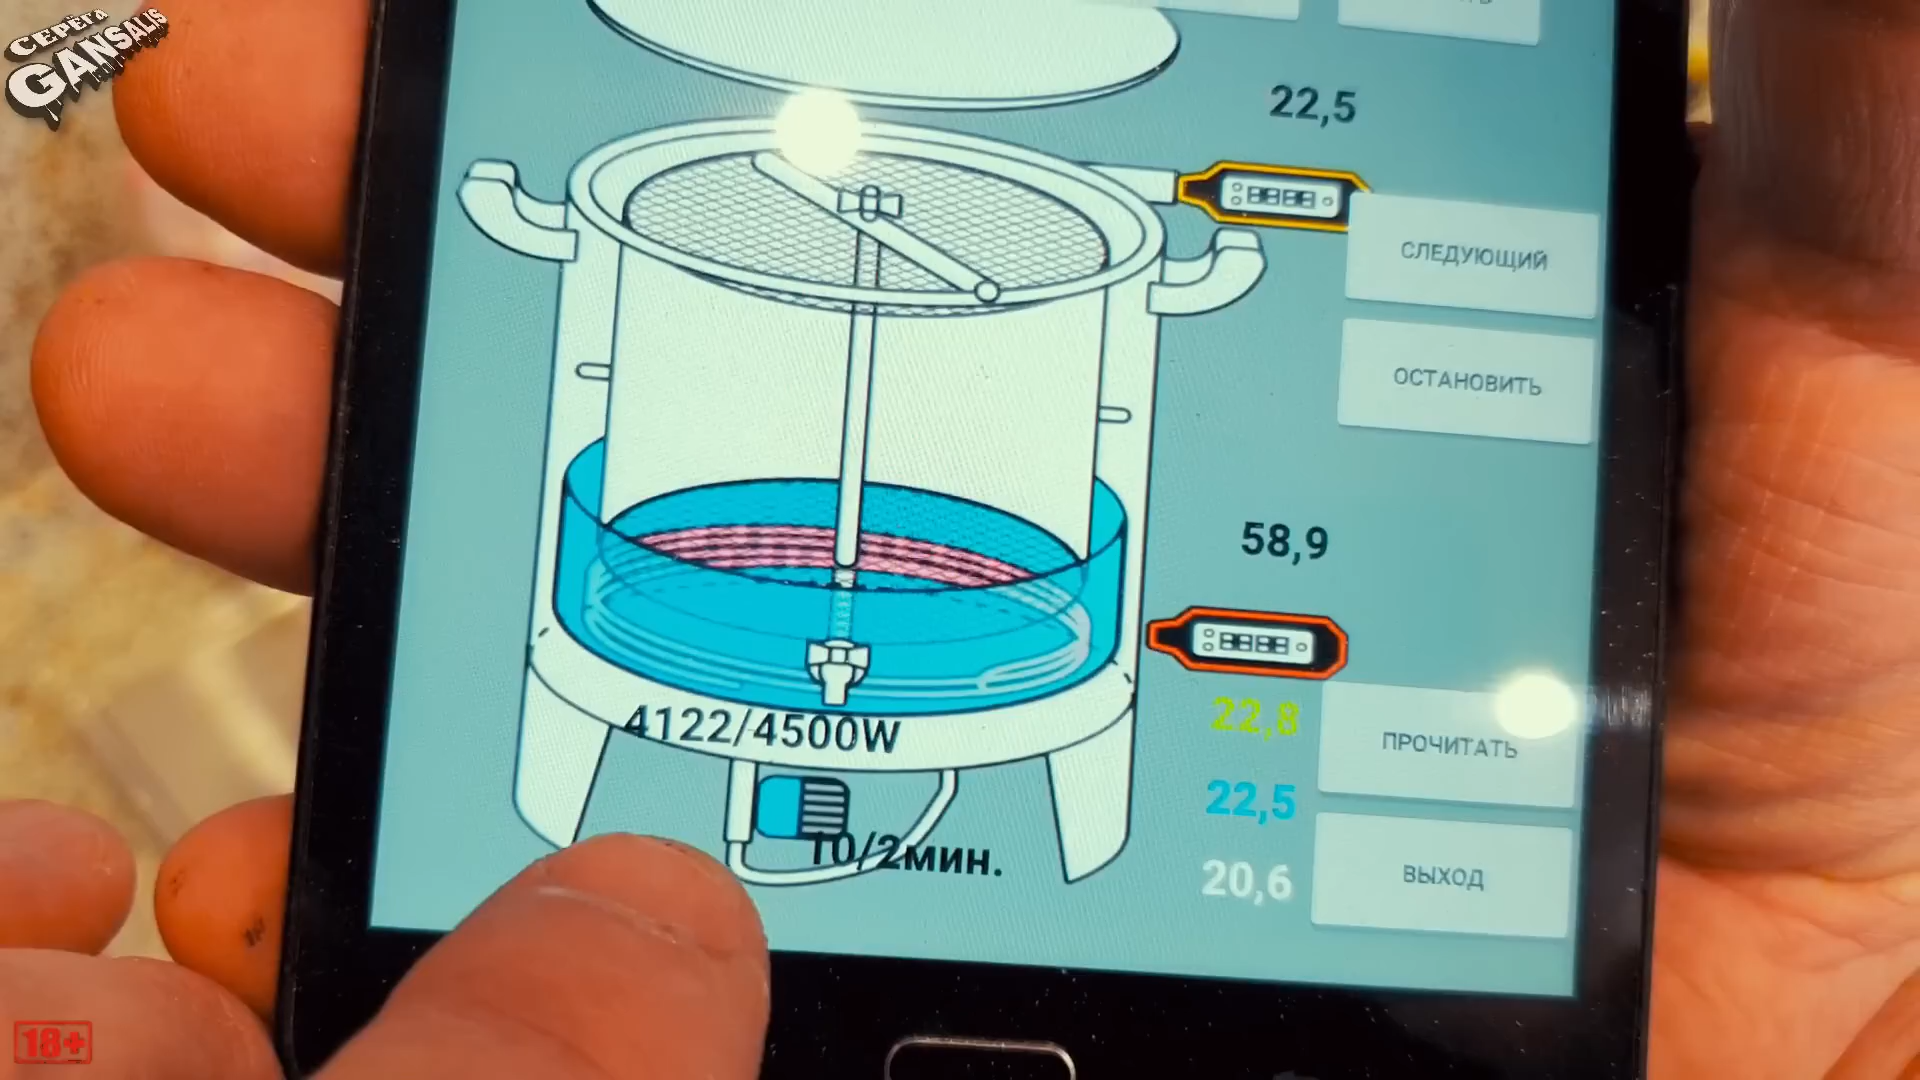 СЕРЁГА
GANSALIS
22,5
СЛЕДУЮЩИЙ
ОСТАНОВИТЬ
58,9
22,8
4122/4500W
ПРОЧИТАТЬ
22,5
10/2мин.
20,6
ВЫХОД
18+